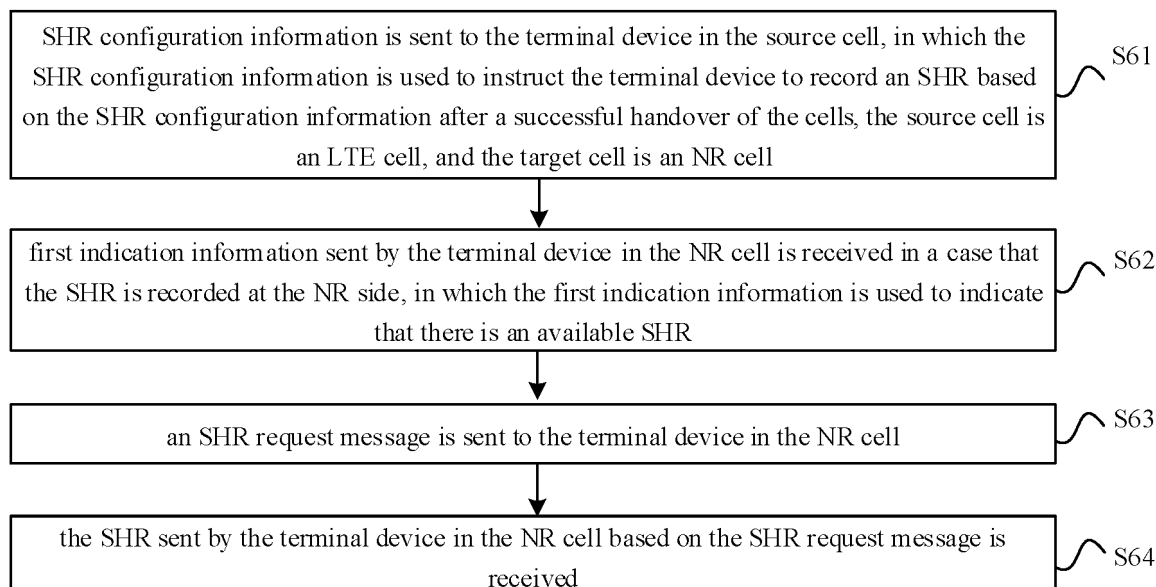 SHR configuration information is sent to the terminal device in the source cell, in which the
SHR configuration information is used to instruct the terminal device to record an SHR based
on the SHR configuration information after a successful handover of the cells, the source cell is
an LTE cell, and the target cell is an NR cell
S61
first indication information sent by the terminal device in the NR cell is received in a case that
the SHR is recorded at the NR side, in which the first indication information is used to indicate
that there is an available SHR
S62
an SHR request message is sent to the terminal device in the NR cell
S63
the SHR sent by the terminal device in the NR cell based on the SHR request message is
received
S64